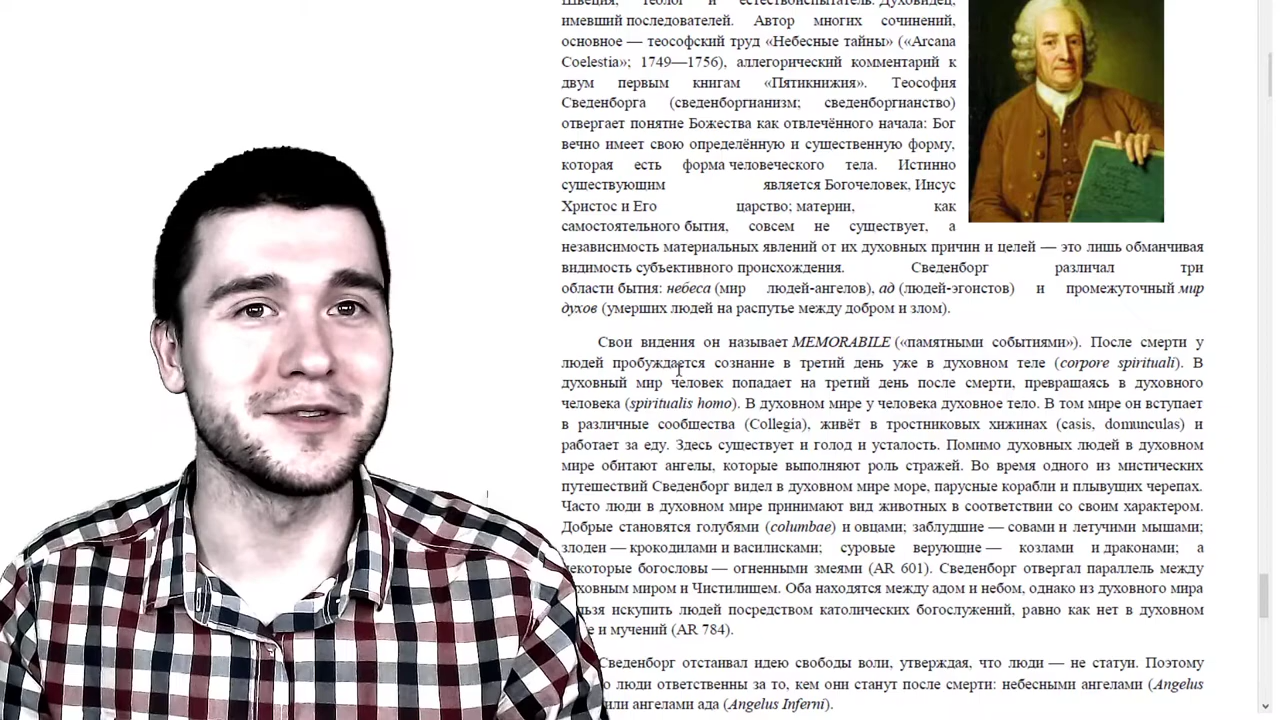 Швеция, теолог и естествоиспытатель. Духовидец,
имевший последователей. Автор многих сочинений,
основное — теософский труд «Небесные тайны» («Arcana
Coelestia»; 1749—1756), аллегорический комментарий к
двум первым книгам «Пятикнижия». Теософия
Сведенборга (сведенборгианизм; сведенборгианство)
отвергает понятие Божества как отвлечённого начала: Бог
вечно имеет свою определённую и существенную форму,
которая есть форма человеческого тела. Истинно
существующим является Богочеловек, Иисус
Христос и Его царство; материи, как
самостоятельного бытия, совсем не существует, а
независимость материальных явлений от их духовных причин и целей — это лишь обманчивая
видимость субъективного происхождения. Сведенборг различал три
области бытия: небеса (мир людей-ангелов), ад (людей-эгоистов) и промежуточный мир
духов (умерших людей на распутье между добром и злом).
Свои видения он называет MEMORABILE («памятными событиями»). После смерти у
людей пробуждается сознание в третий день уже в духовном теле (corpore spirituali). В
духовный мир человек попадает на третий день после смерти, превращаясь в духовного
человека (spiritualis homo). В духовном мире у человека духовное тело. В том мире он вступает
в различные сообщества (Collegia), живёт в тростниковых хижинах (casis, domunculas) и
работает за еду. Здесь существует и голод и усталость. Помимо духовных людей в духовном
мире обитают ангелы, которые выполняют роль стражей. Во время одного из мистических
путешествий Сведенборг видел в духовном мире море, парусные корабли и плывущих черепах.
Часто люди в духовном мире принимают вид животных в соответствии со своим характером.
Добрые становятся голубями (columbae) и овцами; заблудшие — совами и летучими мышами;
злодеи — крокодилами и василисками; суровые верующие — козлами и драконами; а
некоторые богословы — огненными змеями (AR 601). Сведенборг отвергал параллель между
духовным миром и Чистилищем. Оба находятся между адом и небом, однако из духовного мира
нельзя искупить людей посредством католических богослужений, равно как нет в духовном
и мучений (AR 784).
Сведенборг отстаивал идею свободы воли, утверждая, что люди — не статуи. Поэтому
люди ответственны за то, кем они станут после смерти: небесными ангелами (Angelus
или ангелами ада (Angelus Inferni).